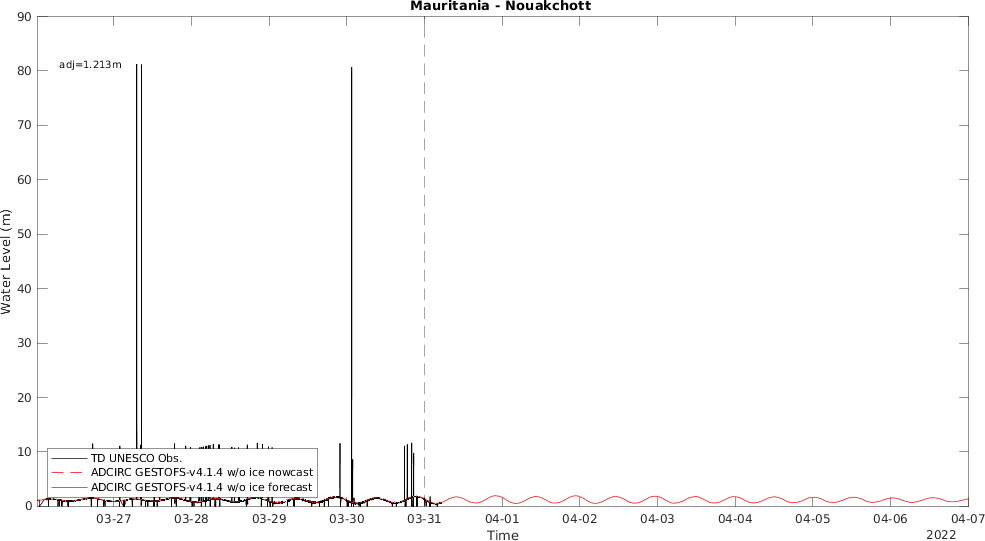 Mauritania - Nouakchott
90
80
70
60
50
40
30
20
10
0
Water Level (m)
adj=1.213m
TD UNESCO Obs.
ADCIRC GESTOFS-v4.1.4 w/o ice nowcast
ADCIRC GESTOFS-v4.1.4 w/o ice forecast
03-27 03-28 03-29 03-30 03-31 04-01 04-02 04-03 04-04 04-05 04-06 04-07
Time
2022